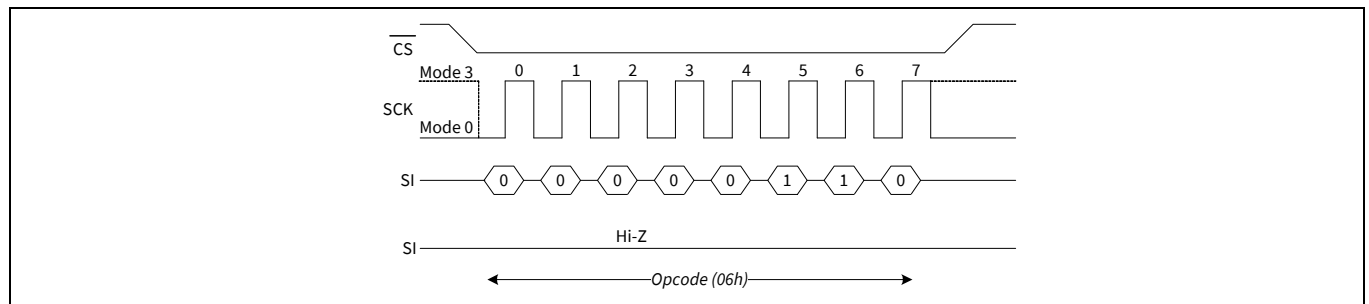 CS
Mode 3 0 1 2 3 4 5 6 7
SCK
Mode 0
SI 0 0 0 0 0 1 1 0
Hi-Z
SI
Opcode (06h)